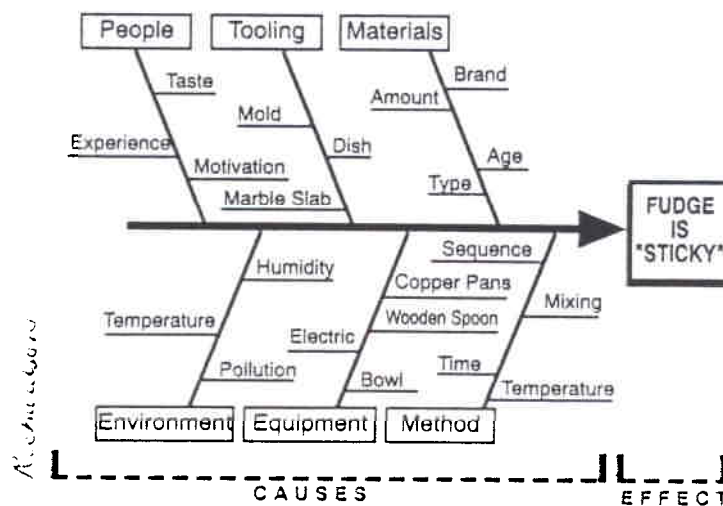 People
Tooling
Materials
Taste
Experience
Motivation
Mold
Dish
Marble Slab
Brand
Amount
Age
Type
FUDGE
IS
"STICKY"
Humidity
Temperature
Pollution
Copper Pans
Wooden Spoon
Electric
Bowl
Sequence
Mixing
Time
Temperature
Environment
Equipment
Method
CAUSES
EFFECT